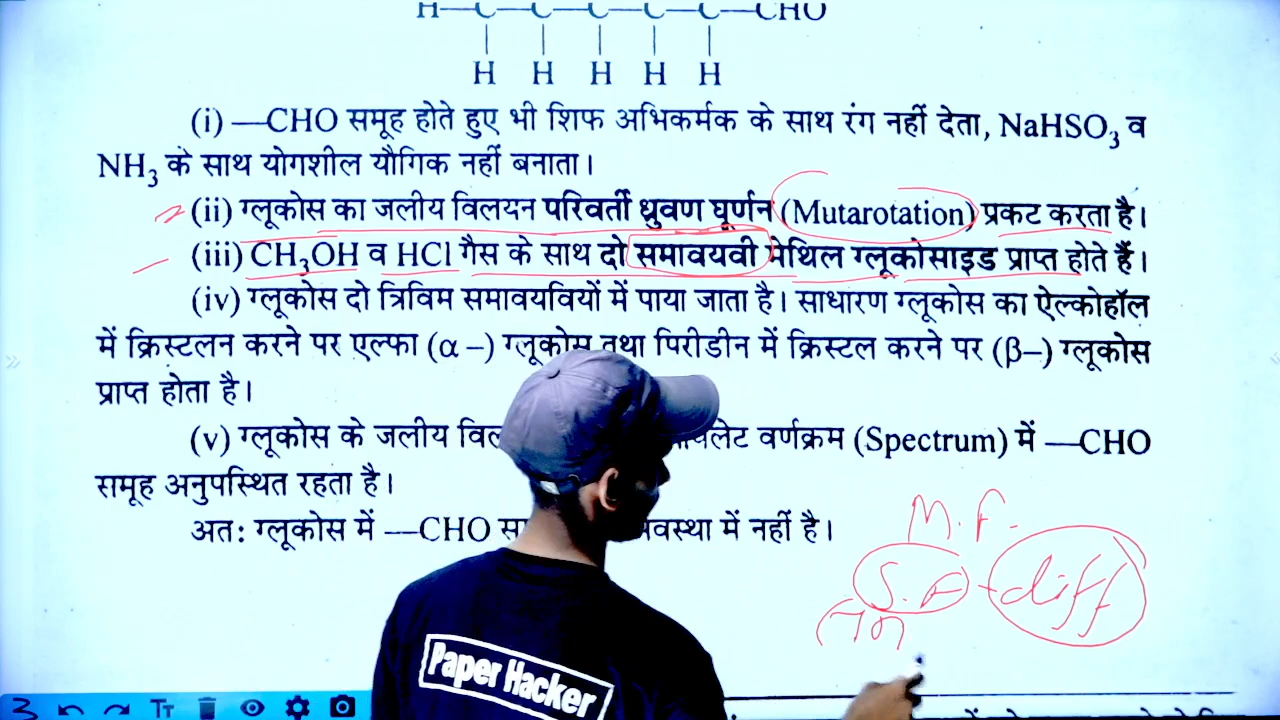 H—C—C—C—C—C—CHO
| | | | |
H H H H H
(i) —CHO समूह होते हुए भी शिफ अभिकर्मक के साथ रंग नहीं देता, NaHSO₃ व
NH₃ के साथ योगशील यौगिक नहीं बनाता।
(ii) ग्लूकोस का जलीय विलयन परिवर्ती ध्रुवण घूर्णन (Mutarotation) प्रकट करता है।
(iii) CH₃OH व HCl गैस के साथ दो समावयवी मेथिल ग्लूकोसाइड प्राप्त होते हैं।
(iv) ग्लूकोस दो त्रिविम समावयवियों में पाया जाता है। साधारण ग्लूकोस का ऐल्कोहॉल
में क्रिस्टलन करने पर एल्फा (α –) ग्लूकोस तथा पिरीडीन में क्रिस्टल करने पर (β–) ग्लूकोस
प्राप्त होता है।
(v) ग्लूकोस के जलीय वर्णक्रम (Spectrum) में —CHO
समूह अनुपस्थित रहता है।
अत: ग्लूकोस में —CHO में नहीं है।
M.F.
S.F - diff
Paper Hacker
3 Tт